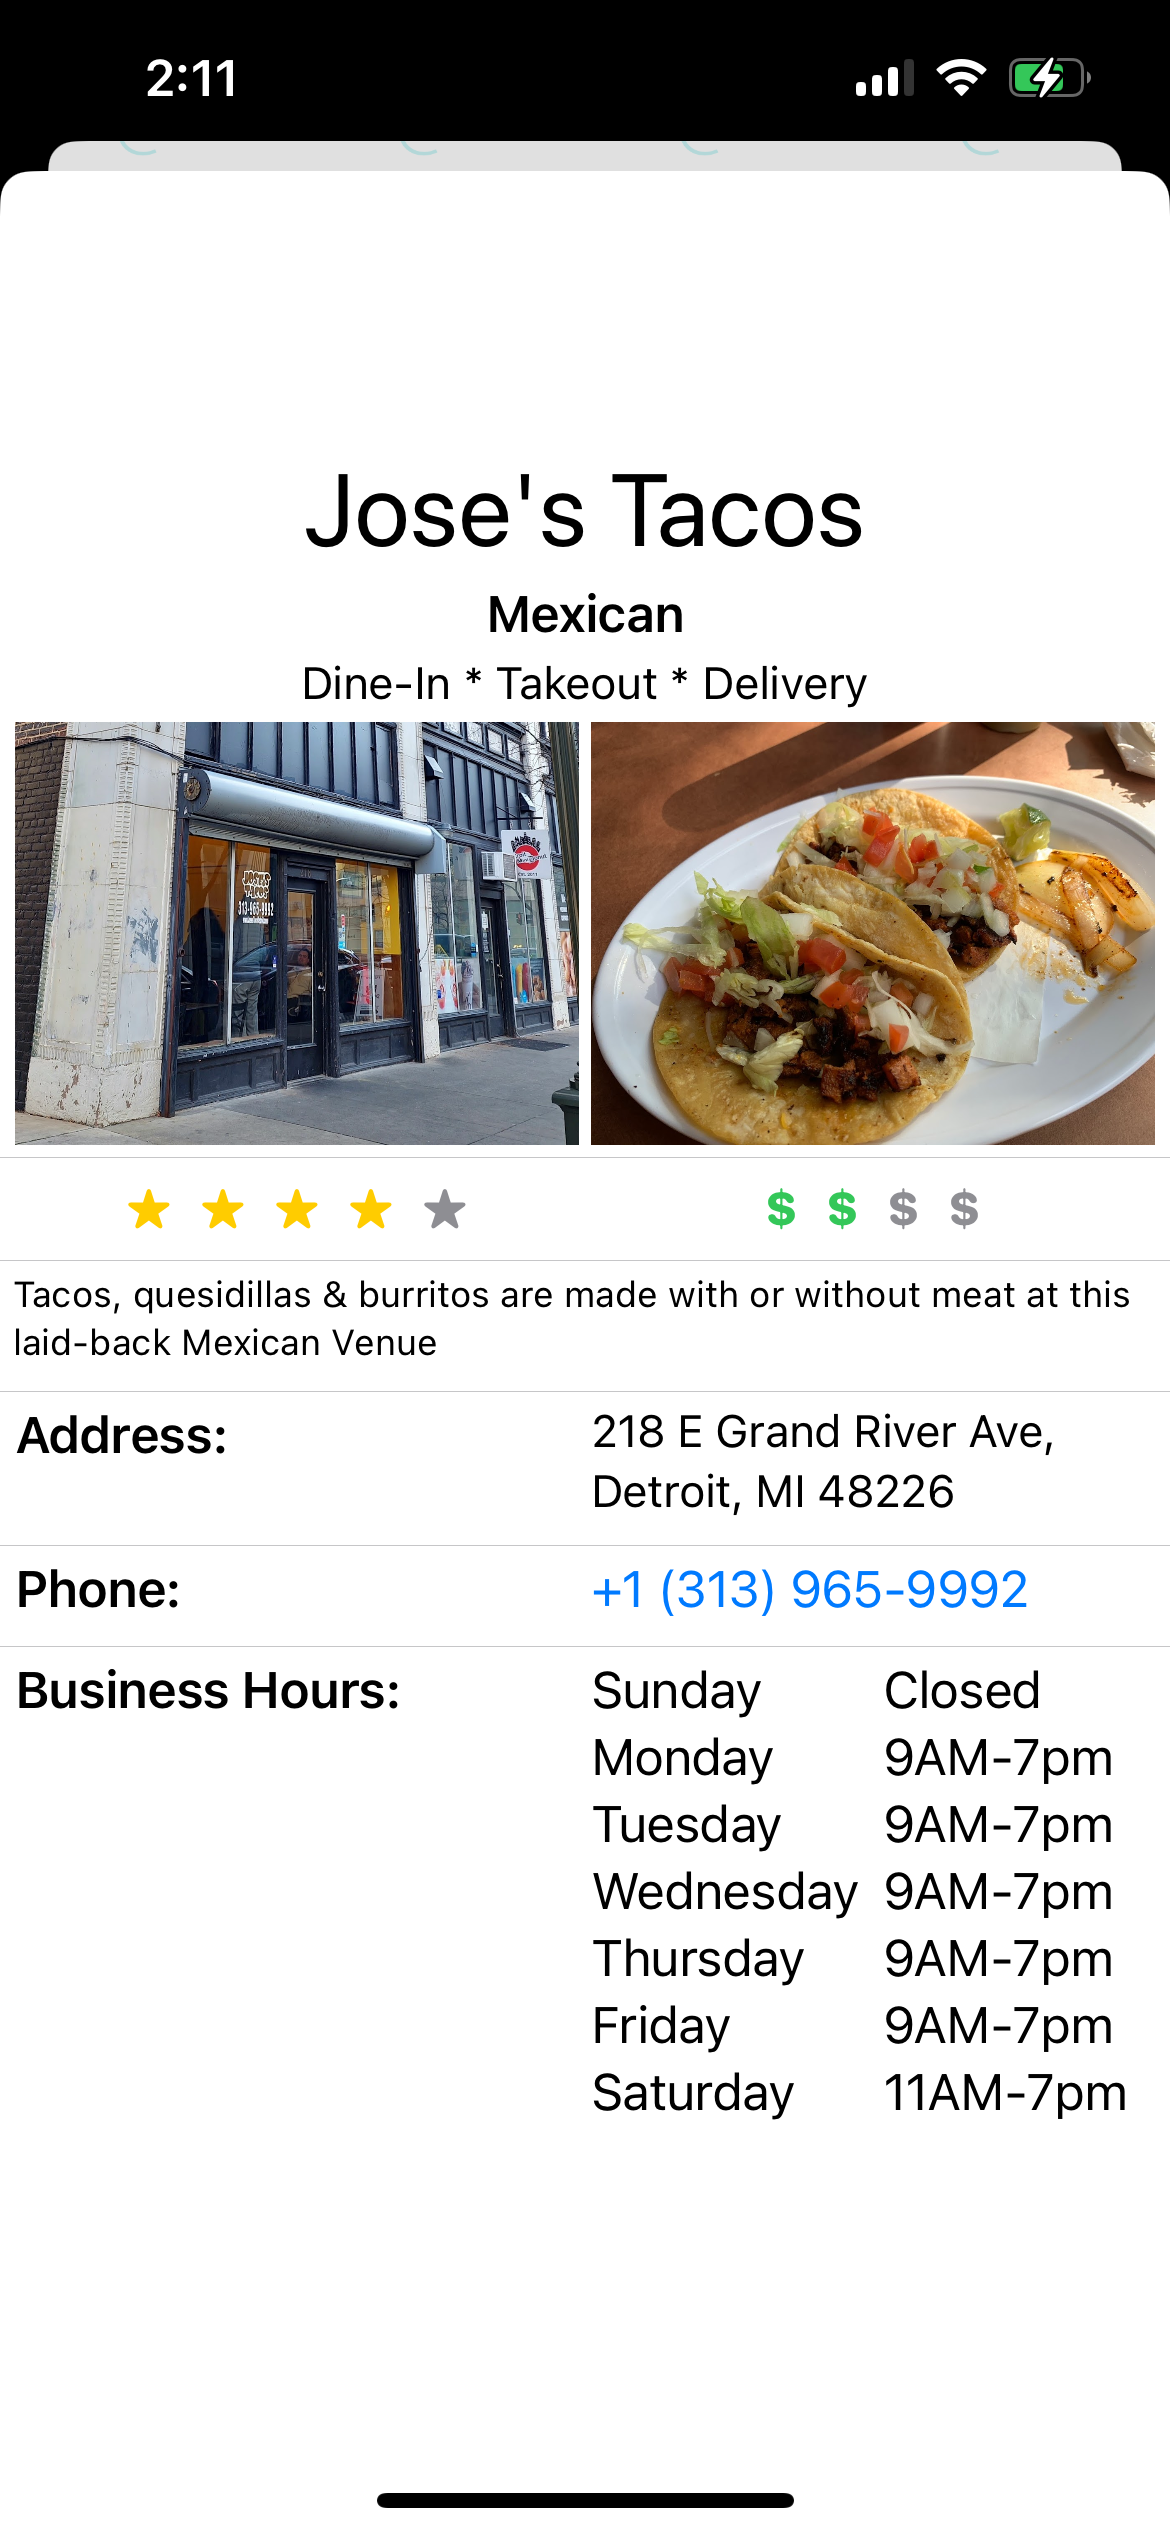 2:11
Jose's Tacos
Mexican
Dine-In * Takeout * Delivery
313-965-9992
$ $ $ $
Tacos, quesidillas & burritos are made with or without meat at this
laid-back Mexican Venue
Address:
218 E Grand River Ave,
Detroit, MI 48226
Phone:
+1 (313) 965-9992
Business Hours:
Sunday Closed
Monday 9AM-7pm
Tuesday 9AM-7pm
Wednesday 9AM-7pm
Thursday 9AM-7pm
Friday 9AM-7pm
Saturday 11AM-7pm